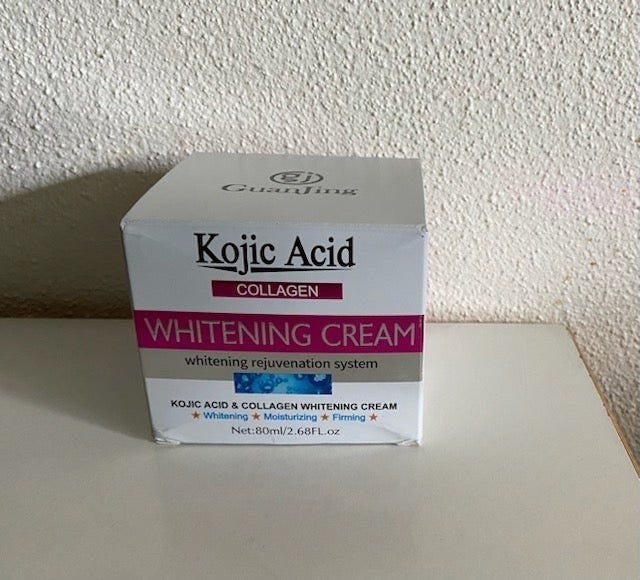 gj
GuanJing
Kojic Acid
COLLAGEN
WHITENING CREAM
whitening rejuvenation system
KOJIC ACID & COLLAGEN WHITENING CREAM
★ Whitening ★ Moisturizing ★ Firming ★
Net:80ml/2.68FL.oz